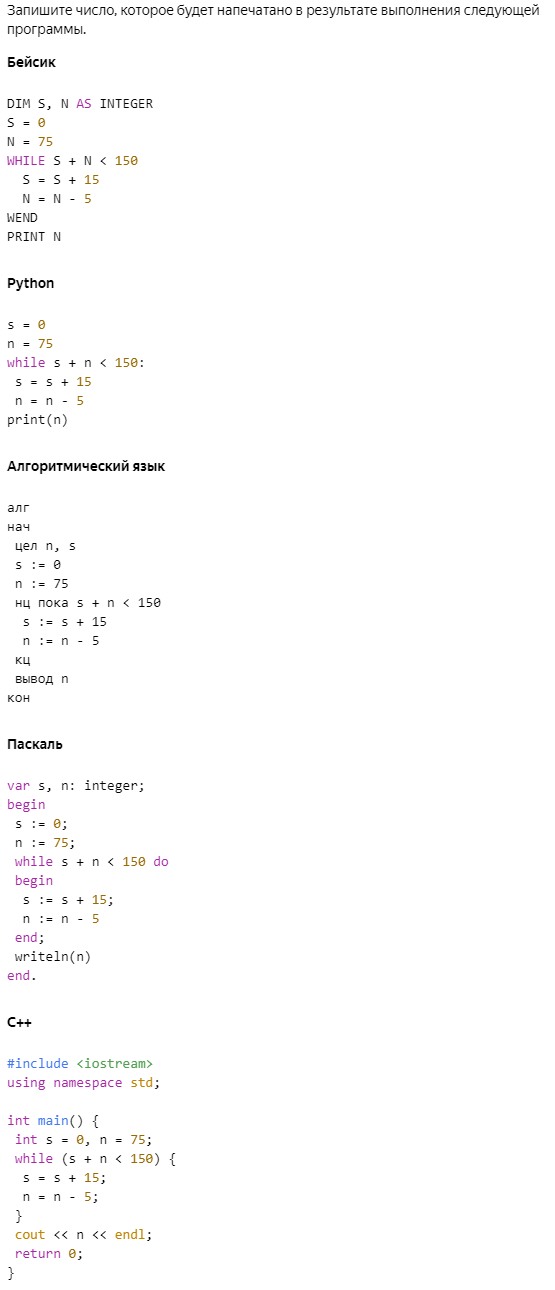 Запишите число, которое будет напечатано в результате выполнения следующей
программы.
Бейсик
DIM S, N AS INTEGER
S = 0
N = 75
WHILE S + N < 150
  S = S + 15
  N = N - 5
WEND
PRINT N
Python
s = 0
n = 75
while s + n < 150:
 s = s + 15
 n = n - 5
print(n)
Алгоритмический язык
алг
нач
 цел n, s
 s := 0
 n := 75
 нц пока s + n < 150
  s := s + 15
  n := n - 5
 кц
 вывод n
кон
Паскаль
var s, n: integer;
begin
 s := 0;
 n := 75;
 while s + n < 150 do
 begin
  s := s + 15;
  n := n - 5
 end;
 writeln(n)
end.
С++
#include <iostream>
using namespace std;
int main() {
 int s = 0, n = 75;
 while (s + n < 150) {
  s = s + 15;
  n = n - 5;
 }
 cout << n << endl;
 return 0;
}